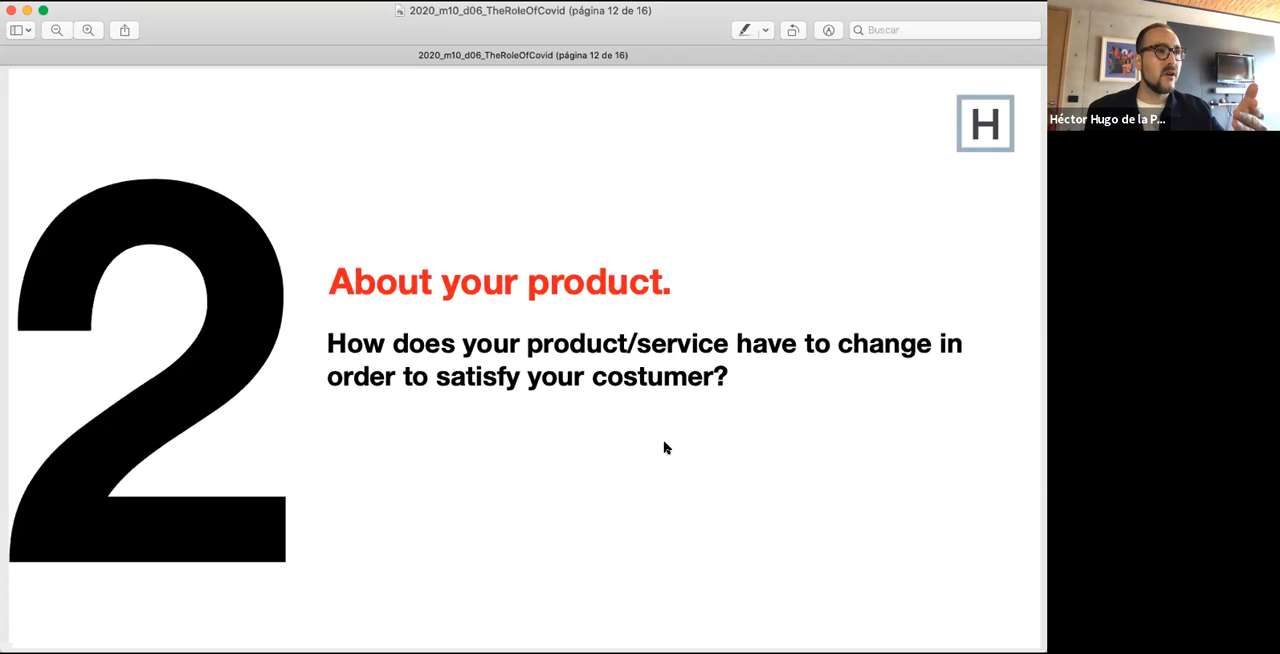 2020_m10_d06_TheRoleOfCovid (página 12 de 16)
Buscar
2020_m10_d06_TheRoleOfCovid (página 12 de 16)
H
Héctor Hugo de la P...
2
About your product.
How does your product/service have to change in
order to satisfy your costumer?